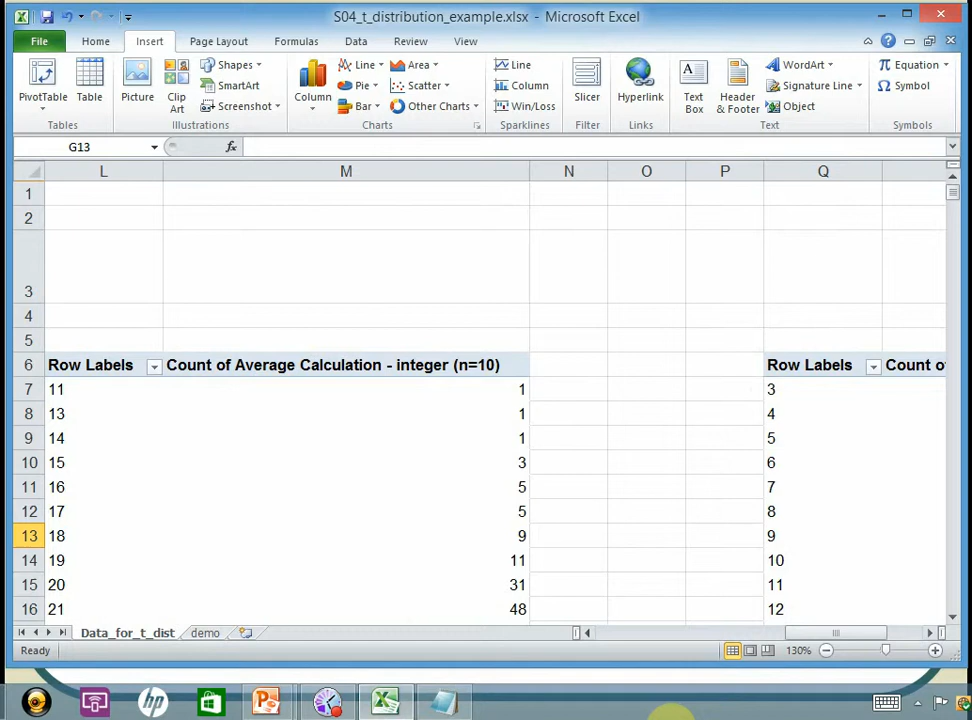 S04_t_distribution_example.xlsx - Microsoft Excel
File Home Insert Page Layout Formulas Data Review View
PivotTable Table Picture Clip Art Shapes SmartArt Screenshot Column Line Pie Bar Area Scatter Other Charts Line Column Win/Loss Slicer Hyperlink Text Box Header & Footer WordArt Signature Line Object Equation Symbol
Tables Illustrations Charts Sparklines Filter Links Text Symbols
G13 fx
L M N O P Q
1
2
3
4
5
6 Row Labels Count of Average Calculation - integer (n=10) Row Labels Count o
7 11 1 3
8 13 1 4
9 14 1 5
10 15 3 6
11 16 5 7
12 17 5 8
13 18 9 9
14 19 11 10
15 20 31 11
16 21 48 12
Data_for_t_dist demo
Ready 130%